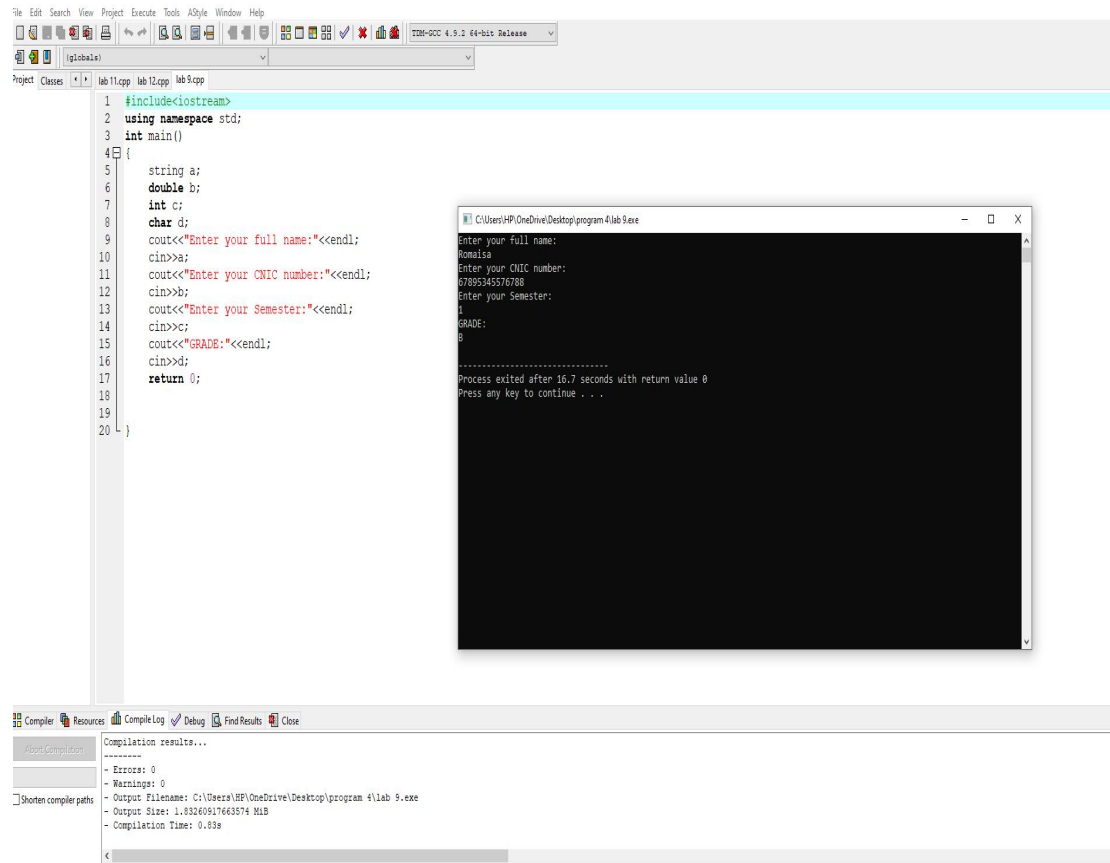 File Edit Search View Project Execute Tools AStyle Window Help
TDM-GCC 4.9.2 64-bit Release
(globals)
Project Classes lab 11.cpp lab 12.cpp lab 9.cpp
1 #include<iostream>
2 using namespace std;
3 int main()
4 {
5 string a;
6 double b;
7 int c;
8 char d;
9 cout<<"Enter your full name:"<<endl;
10 cin>>a;
11 cout<<"Enter your CNIC number:"<<endl;
12 cin>>b;
13 cout<<"Enter your Semester:"<<endl;
14 cin>>c;
15 cout<<"GRADE:"<<endl;
16 cin>>d;
17 return 0;
18
19
20 }
C:\Users\HP\OneDrive\Desktop\program 4\lab 9.exe
Enter your full name:
Romaisa
Enter your CNIC number:
67895345576788
Enter your Semester:
1
GRADE:
B
--------------------------------
Process exited after 16.7 seconds with return value 0
Press any key to continue . . .
Compiler Resources Compile Log Debug Find Results Close
Abort Compilation
Shorten compiler paths
Compilation results...
--------
- Errors: 0
- Warnings: 0
- Output Filename: C:\Users\HP\OneDrive\Desktop\program 4\lab 9.exe
- Output Size: 1.83260917663574 MiB
- Compilation Time: 0.83s